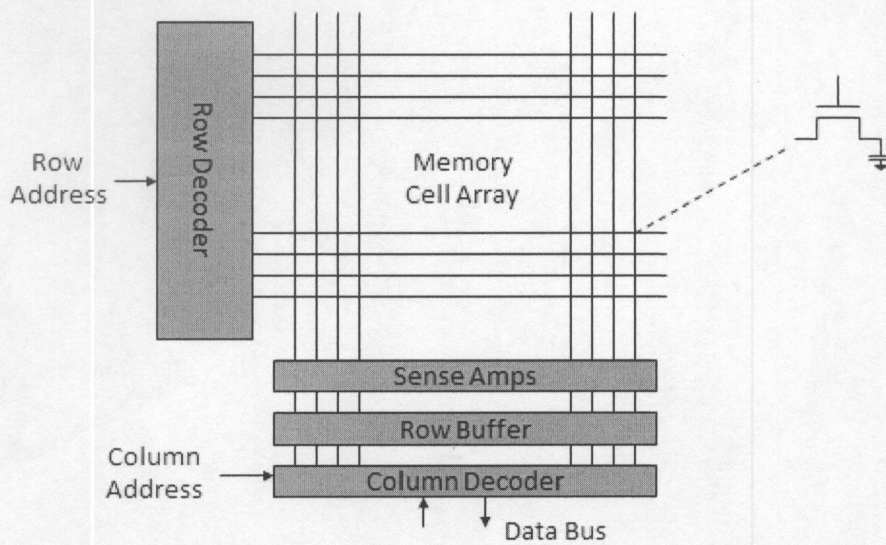 Row
Address
Row Decoder
Memory
Cell Array
Sense Amps
Row Buffer
Column
Address
Column Decoder
Data Bus